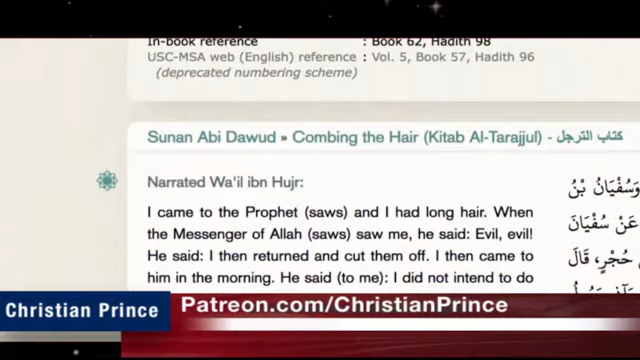 In-book reference : Book 62, Hadith 98
USC-MSA web (English) reference : Vol. 5, Book 57, Hadith 96
(deprecated numbering scheme)
Sunan Abi Dawud » Combing the Hair (Kitab Al-Tarajjul) - كتاب الترجل
Narrated Wa'il ibn Hujr:
وَسُفْيَانُ بْنُ
I came to the Prophet (saws) and I had long hair. When
the Messenger of Allah (saws) saw me, he said: Evil, evil!
عَنْ سُفْيَانَ
He said: I then returned and cut them off. I then came to
حُجْرٍ، قَالَ
him in the morning. He said (to me): I did not intend to do
Christian Prince
Patreon.com/ChristianPrince